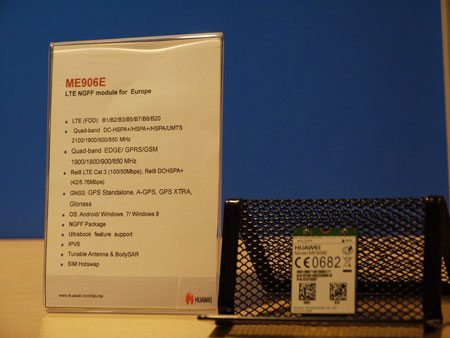 ME906E
LTE NGFF module for Europe
LTE (FDD): B1/B2/B3/B5/B7/B8/B20
Quad-band DC-HSPA+/HSPA+/HSPA/UMTS
2100/1900/900/850 MHz
Quad-band EDGE/ GPRS/GSM
1900/1800/900/850 MHz
Rel8 LTE Cat 3 (100/50Mbps), Rel8 DCHSPA+
(42/5.76Mbps)
GNSS: GPS Standalone, A-GPS, GPS XTRA,
Glonass
OS: Android/ Windows 7/ Windows 8
NGFF Package
Ultrabook feature support
IPV6
Tunable Antenna & BodySAR
SIM Hotswap
www.huawei.com/device
HUAWEI
HUAWEI
CE0682